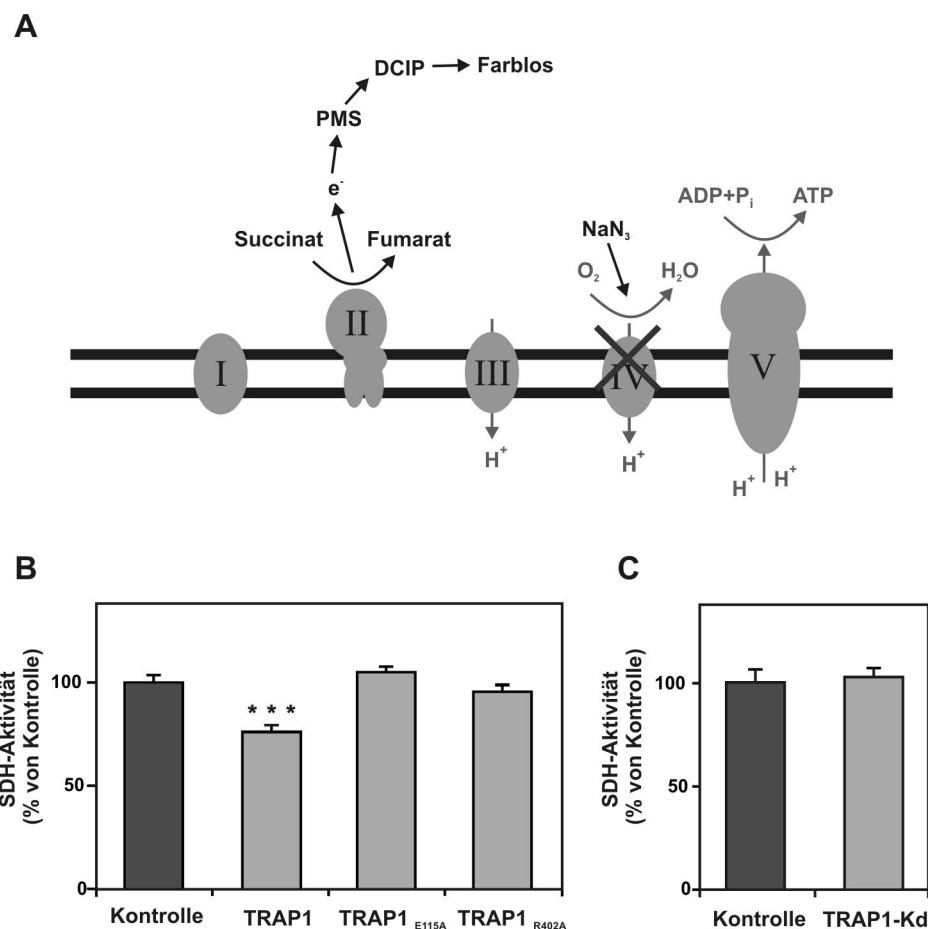 A
DCIP Farblos
PMS
e-
Succinat Fumarat
NaN3
O2 H2O
ADP+Pi ATP
I II III IV V
H+ H+ H+ H+
B
SDH-Aktivität
(% von Kontrolle)
100
50
0
* * *
Kontrolle TRAP1 TRAP1 E115A TRAP1 R402A
C
SDH-Aktivität
(% von Kontrolle)
100
50
0
Kontrolle TRAP1-Kd